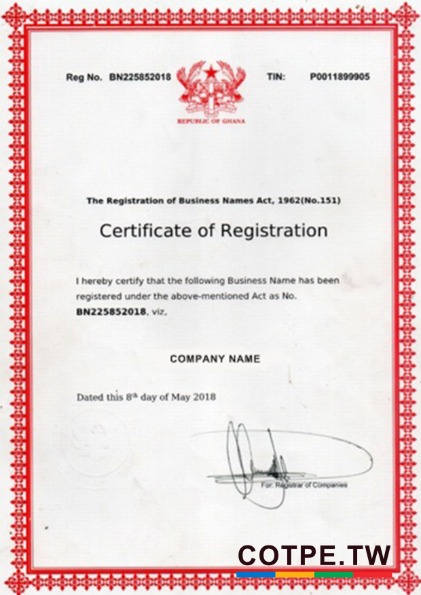 Reg No. BN225852018 TIN: P0011899905
REPUBLIC OF GHANA
The Registration of Business Names Act, 1962(No.151)
Certificate of Registration
I hereby certify that the following Business Name has been
registered under the above-mentioned Act as No.
BN225852018, viz,
COMPANY NAME
Dated this 8th day of May 2018
For: Registrar of Companies
COTPE.TW